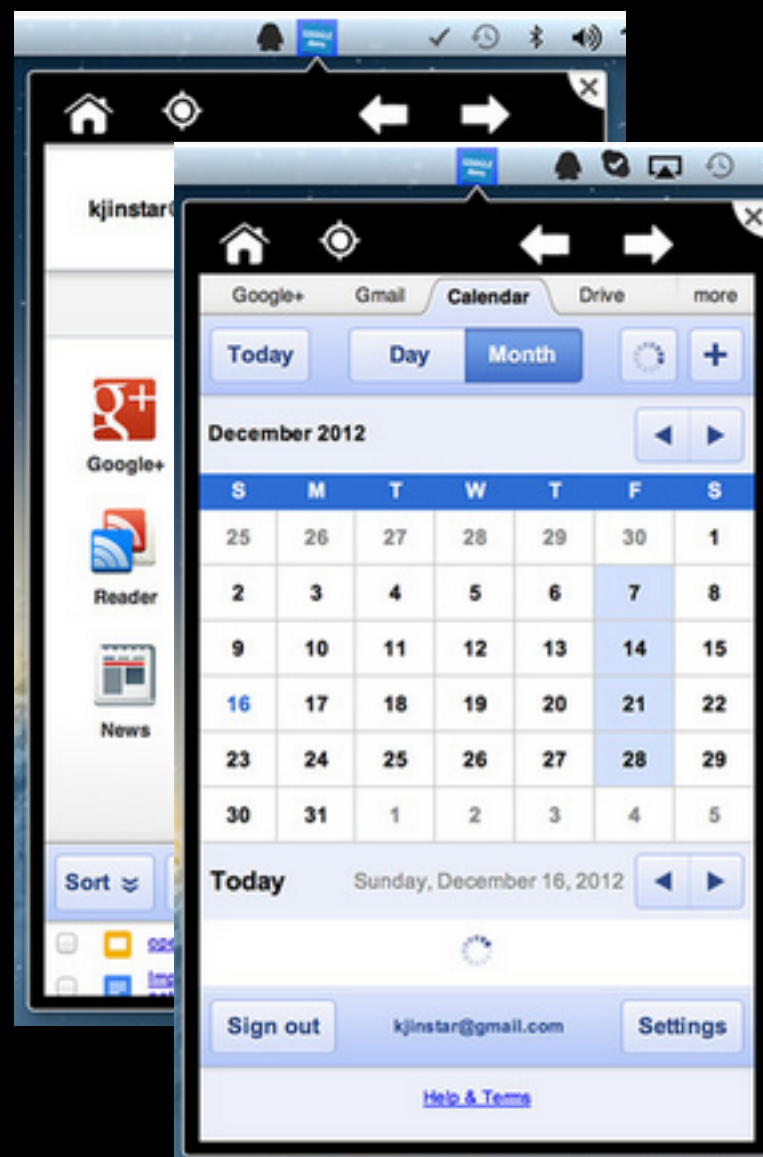 kjinstar
Google+
Reader
News
Sort
Google+ Gmail Calendar Drive more
Today Day Month +
December 2012
S M T W T F S
25 26 27 28 29 30 1
2 3 4 5 6 7 8
9 10 11 12 13 14 15
16 17 18 19 20 21 22
23 24 25 26 27 28 29
30 31 1 2 3 4 5
Today Sunday, December 16, 2012
Sign out kjinstar@gmail.com Settings
Help & Terms